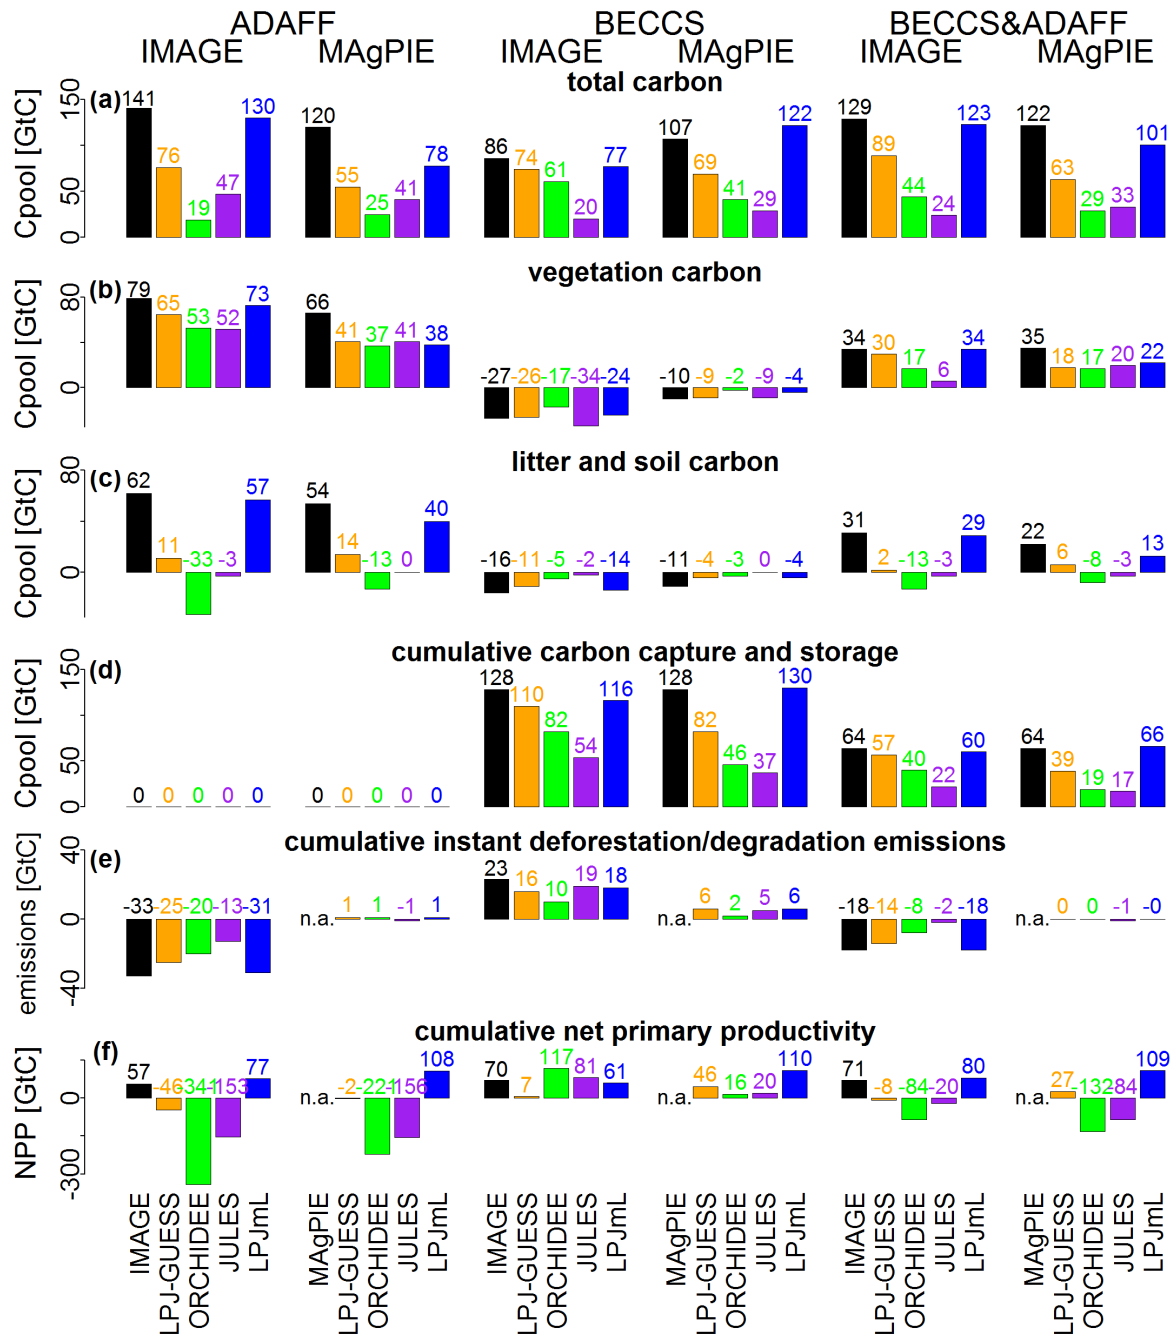 ADAFF BECCS BECCS&ADAFF
IMAGE MAgPIE IMAGE MAgPIE IMAGE MAgPIE
total carbon
(a)
Cpool [GtC]
150
50
0
141 76 19 47 130
120 55 25 41 78
86 74 61 20 77
107 69 41 29 122
129 89 44 24 123
122 63 29 33 101
vegetation carbon
(b)
Cpool [GtC]
80
0
79 65 53 52 73
66 41 37 41 38
-27 -26 -17 -34 -24
-10 -9 -2 -9 -4
34 30 17 6 34
35 18 17 20 22
litter and soil carbon
(c)
Cpool [GtC]
80
0
62 11 -33 -3 57
54 14 -13 0 40
-16 -11 -5 -2 -14
-11 -4 -3 0 -4
31 2 -13 -3 29
22 6 -8 -3 13
cumulative carbon capture and storage
(d)
Cpool [GtC]
150
50
0
0 0 0 0 0
0 0 0 0 0
128 110 82 54 116
128 82 46 37 130
64 57 40 22 60
64 39 19 17 66
cumulative instant deforestation/degradation emissions
(e)
emissions [GtC]
40
0
-40
-33 -25 -20 -13 -31
n.a. 1 1 -1 1
23 16 10 19 18
n.a. 6 2 5 6
-18 -14 -8 -2 -18
n.a. 0 0 -1 -0
cumulative net primary productivity
(f)
NPP [GtC]
0
-300
57 -46 -341 -153 77
n.a. -2 -221 -156 108
70 7 117 81 61
n.a. 46 16 20 110
71 -8 -84 -20 80
n.a. 27 -132 -84 109
IMAGE LPJ-GUESS ORCHIDEE JULES LPJmL
MAgPIE LPJ-GUESS ORCHIDEE JULES LPJmL
IMAGE LPJ-GUESS ORCHIDEE JULES LPJmL
MAgPIE LPJ-GUESS ORCHIDEE JULES LPJmL
IMAGE LPJ-GUESS ORCHIDEE JULES LPJmL
MAgPIE LPJ-GUESS ORCHIDEE JULES LPJmL